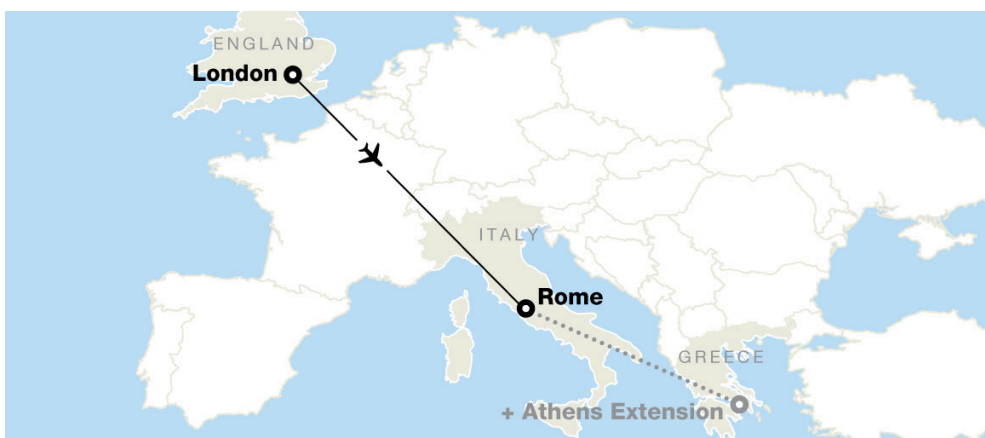 ENGLAND
London
ITALY
Rome
GREECE
+ Athens Extension